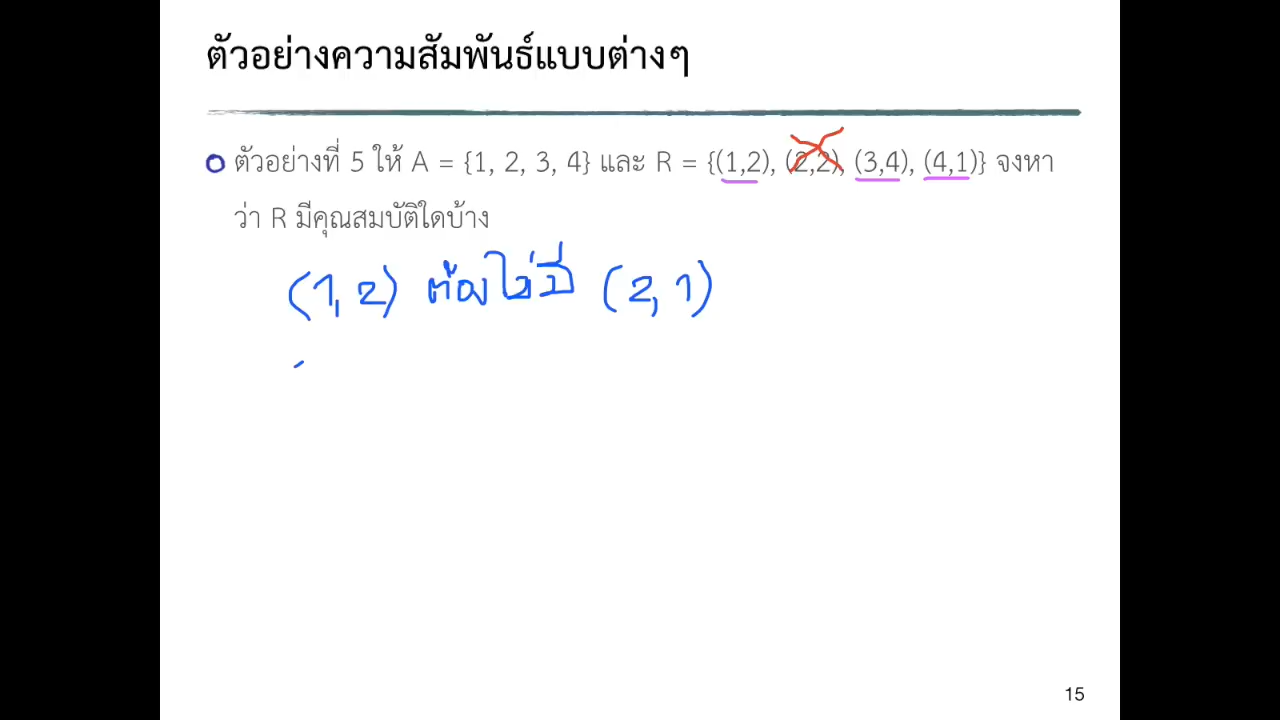 ตัวอย่างความสัมพันธ์แบบต่างๆ
ตัวอย่างที่ 5 ให้ A = {1, 2, 3, 4} และ R = {(1,2), (2,2), (3,4), (4,1)} จงหา
ว่า R มีคุณสมบัติใดบ้าง
(1, 2) ต้องไม่มี (2, 1)
15